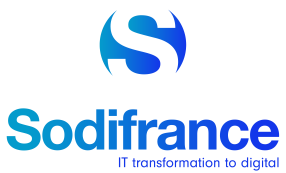 S
Sodifrance
IT transformation to digital